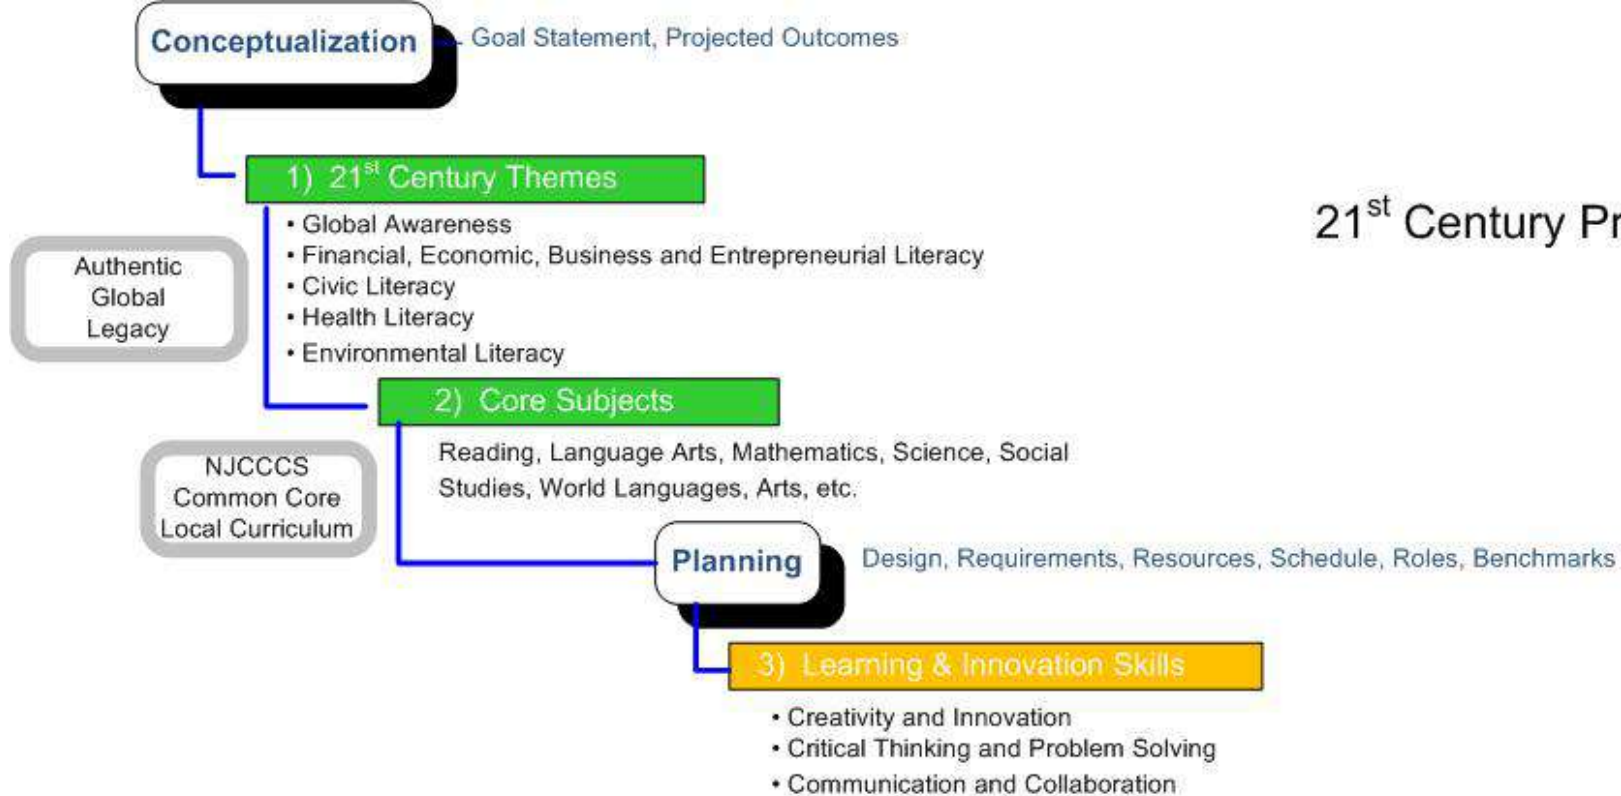 Conceptualization
Goal Statement, Projected Outcomes
1) 21st Century Themes
• Global Awareness
• Financial, Economic, Business and Entrepreneurial Literacy
• Civic Literacy
• Health Literacy
• Environmental Literacy
Authentic
Global
Legacy
21st Century
2) Core Subjects
Reading, Language Arts, Mathematics, Science, Social
Studies, World Languages, Arts, etc.
NJCCCS
Common Core
Local Curriculum
Planning
Design, Requirements, Resources, Schedule, Roles, Benchmarks
3) Learning & Innovation Skills
• Creativity and Innovation
• Critical Thinking and Problem Solving
• Communication and Collaboration